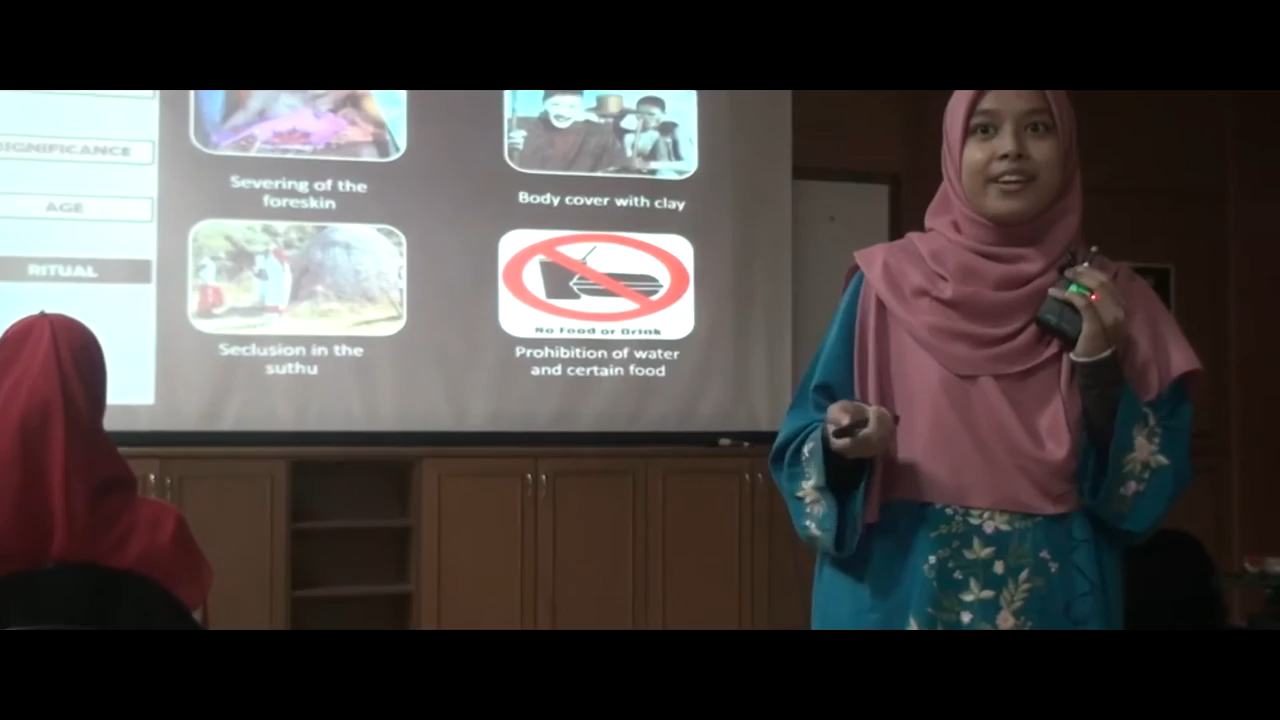 SIGNIFICANCE
AGE
RITUAL
Severing of the
foreskin
Body cover with clay
Seclusion in the
suthu
No Food or Drink
Prohibition of water
and certain food